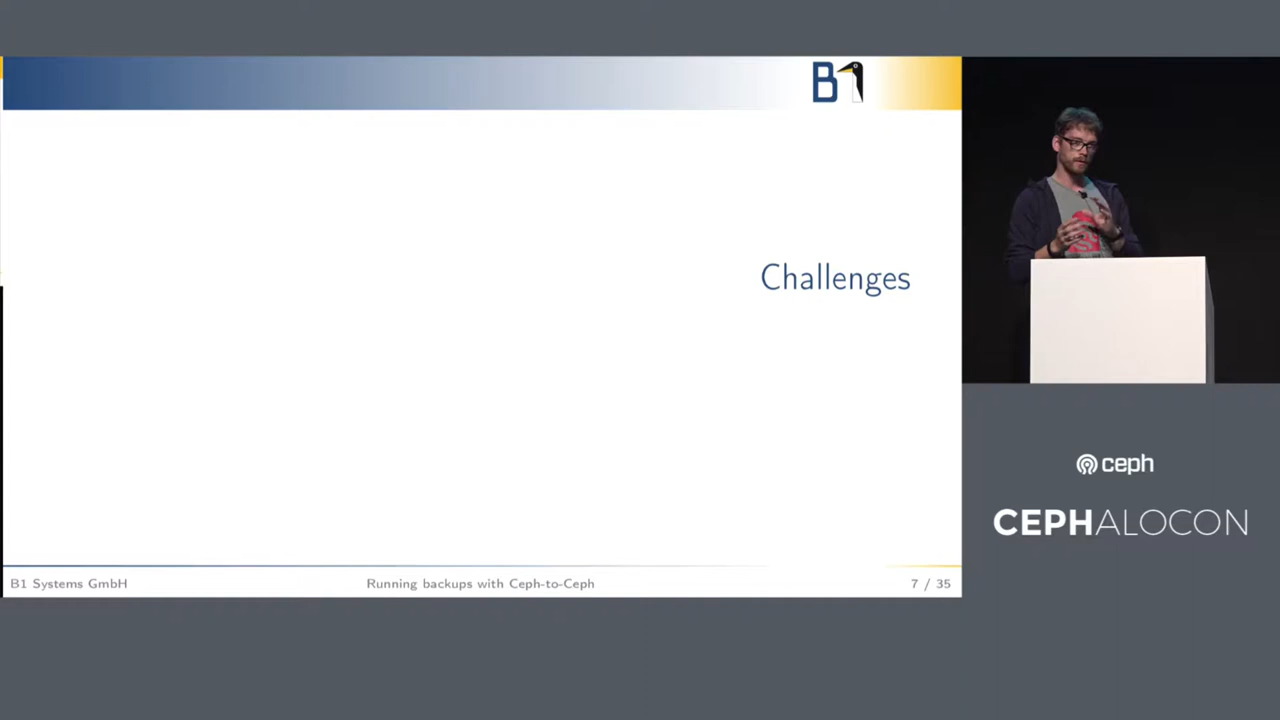 B1
Challenges
B1 Systems GmbH
Running backups with Ceph-to-Ceph
7 / 35
ceph
CEPHALOCON